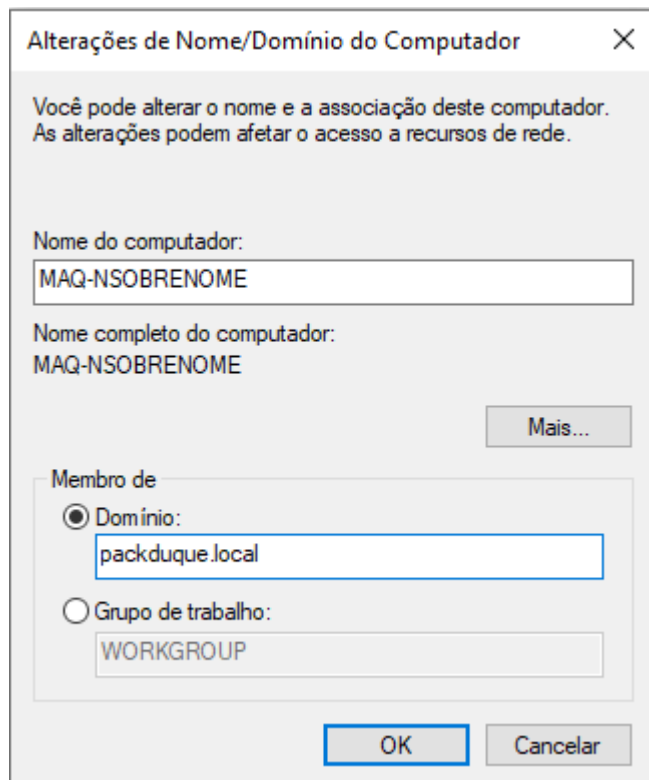 Alterações de Nome/Domínio do Computador
Você pode alterar o nome e a associação deste computador.
As alterações podem afetar o acesso a recursos de rede.
Nome do computador:
MAQ-NSOBRENOME
Nome completo do computador:
MAQ-NSOBRENOME
Mais...
Membro de
Domínio:
packduque.local
Grupo de trabalho:
WORKGROUP
OK
Cancelar